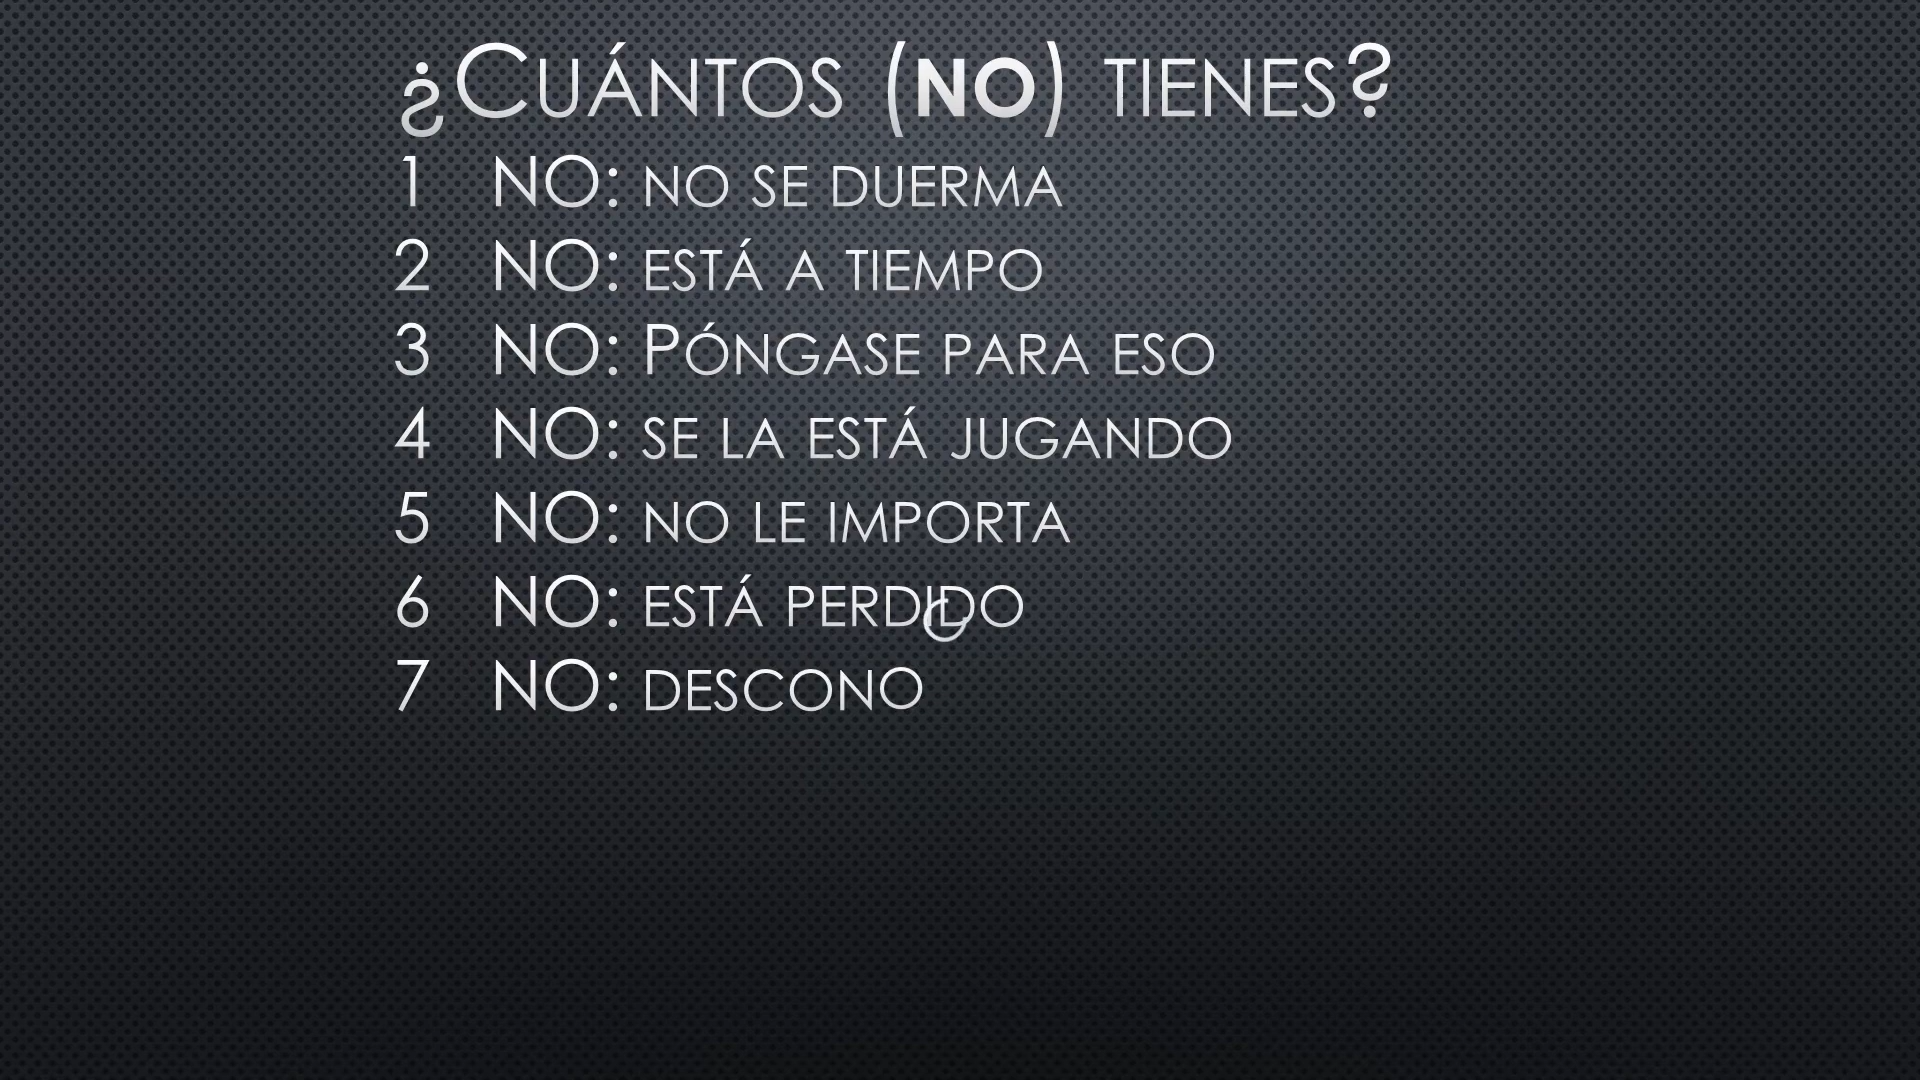 ¿Cuántos (no) tienes?
1 NO: no se duerma
2 NO: está a tiempo
3 NO: Póngase para eso
4 NO: se la está jugando
5 NO: no le importa
6 NO: está perdido
7 NO: descono